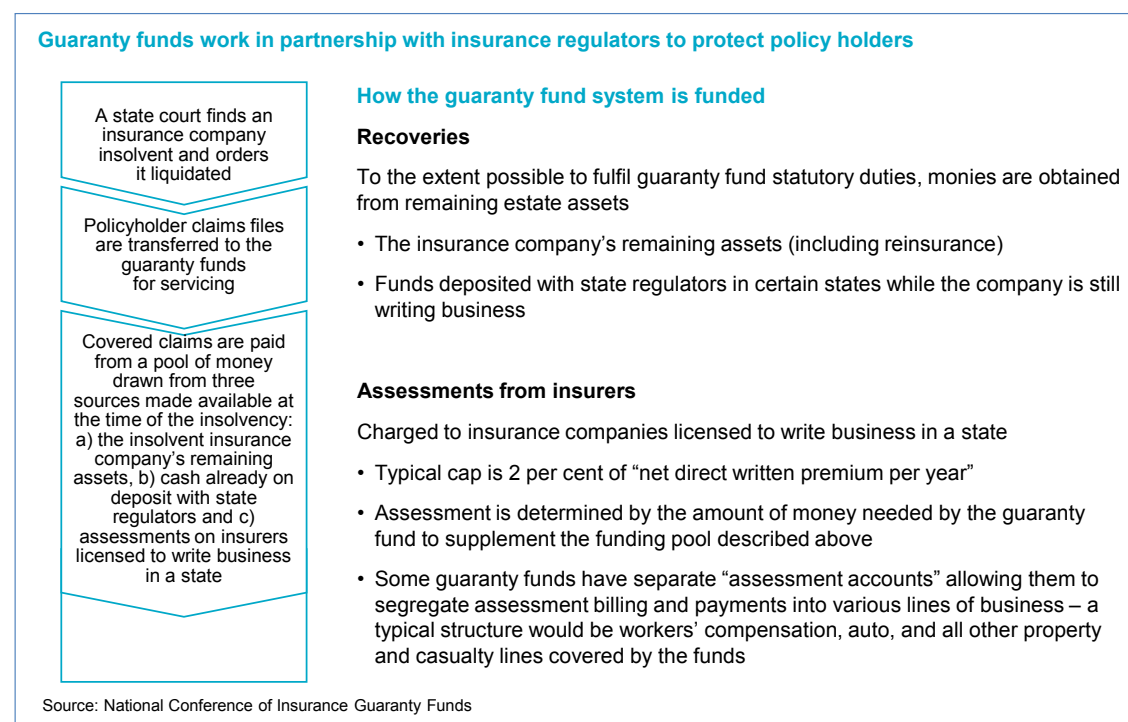 Guaranty funds work in partnership with insurance regulators to protect policy holders
A state court finds an
insurance company
insolvent and orders
it liquidated
Policyholder claims files
are transferred to the
guaranty funds
for servicing
Covered claims are paid
from a pool of money
drawn from three
sources made available at
the time of the insolvency:
a) the insolvent insurance
company’s remaining
assets, b) cash already on
deposit with state
regulators and c)
assessments on insurers
licensed to write business
in a state
How the guaranty fund system is funded
Recoveries
To the extent possible to fulfil guaranty fund statutory duties, monies are obtained
from remaining estate assets
• The insurance company’s remaining assets (including reinsurance)
• Funds deposited with state regulators in certain states while the company is still
writing business
Assessments from insurers
Charged to insurance companies licensed to write business in a state
• Typical cap is 2 per cent of “net direct written premium per year”
• Assessment is determined by the amount of money needed by the guaranty
fund to supplement the funding pool described above
• Some guaranty funds have separate “assessment accounts” allowing them to
segregate assessment billing and payments into various lines of business – a
typical structure would be workers’ compensation, auto, and all other property
and casualty lines covered by the funds
Source: National Conference of Insurance Guaranty Funds